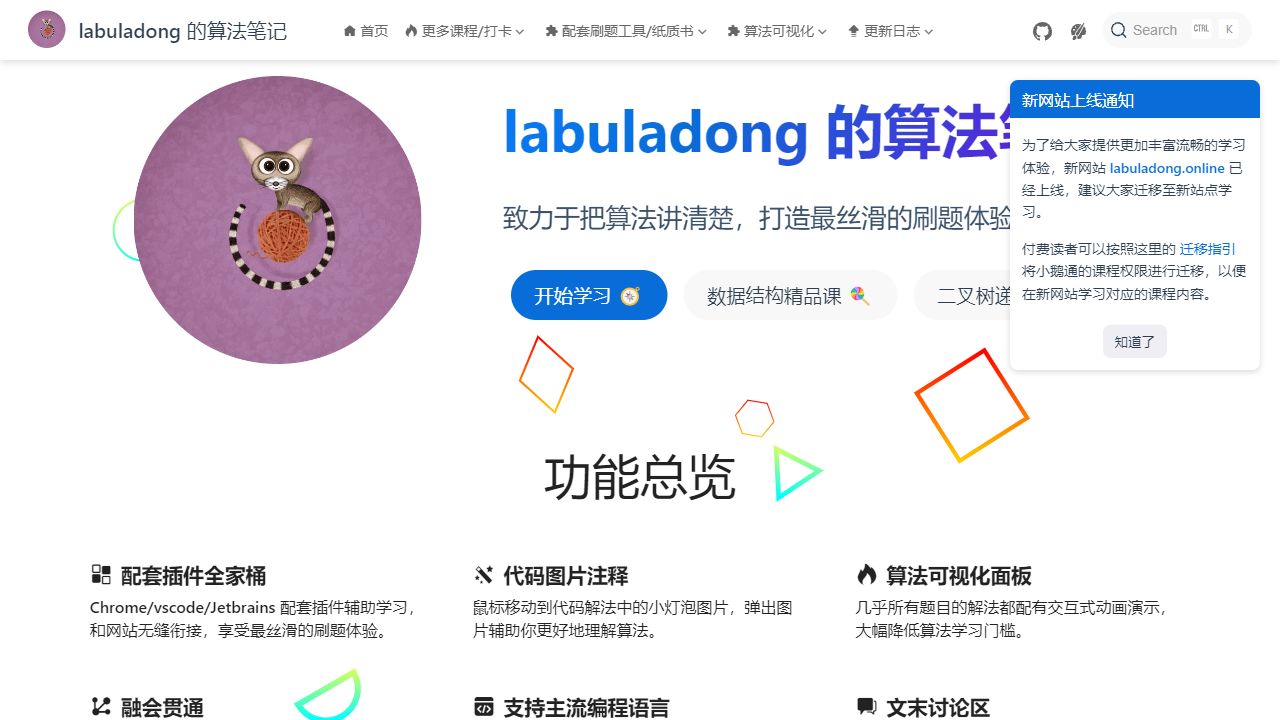 labuladong 的算法笔记
首页
更多课程/打卡
配套刷题工具/纸质书
算法可视化
更新日志
Search
CTRL
K
labuladong 的算法
致力于把算法讲清楚，打造最丝滑的刷题体验
开始学习
数据结构精品课
二叉树递
新网站上线通知
为了给大家提供更加丰富流畅的学习
体验，新网站 labuladong.online 已
经上线，建议大家迁移至新站点学
习。
付费读者可以按照这里的 迁移指引
将小鹅通的课程权限进行迁移，以便
在新网站学习对应的课程内容。
知道了
功能总览
配套插件全家桶
Chrome/vscode/Jetbrains 配套插件辅助学习，
和网站无缝衔接，享受最丝滑的刷题体验。
代码图片注释
鼠标移动到代码解法中的小灯泡图片，弹出图
片辅助你更好地理解算法。
算法可视化面板
几乎所有题目的解法都配有交互式动画演示，
大幅降低算法学习门槛。
融会贯通
支持主流编程语言
文末讨论区